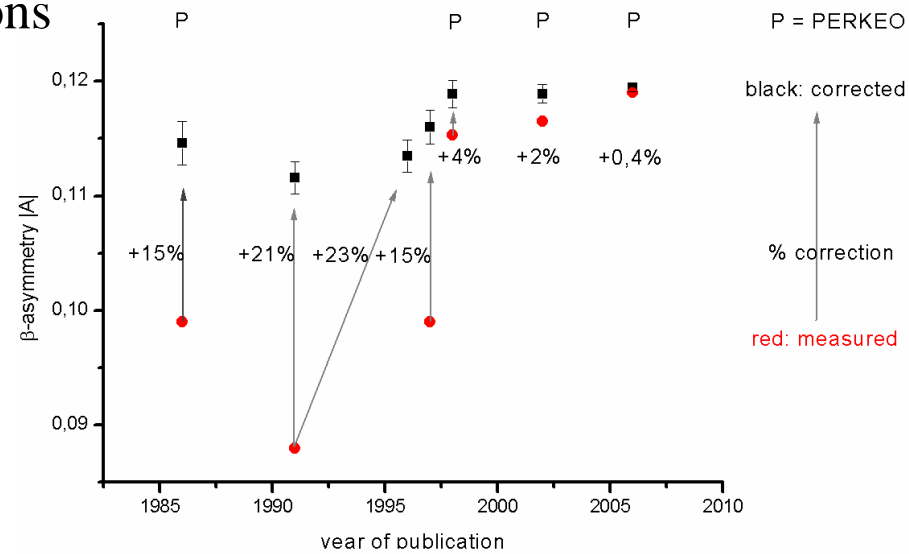 ons
P P P P P = PERKEO
0,12
black: corrected
+4% +2% +0,4%
0,11
+15% +21% +23% +15%
% correction
0,10
red: measured
0,09
β-asymmetry |A|
1985 1990 1995 2000 2005 2010
year of publication